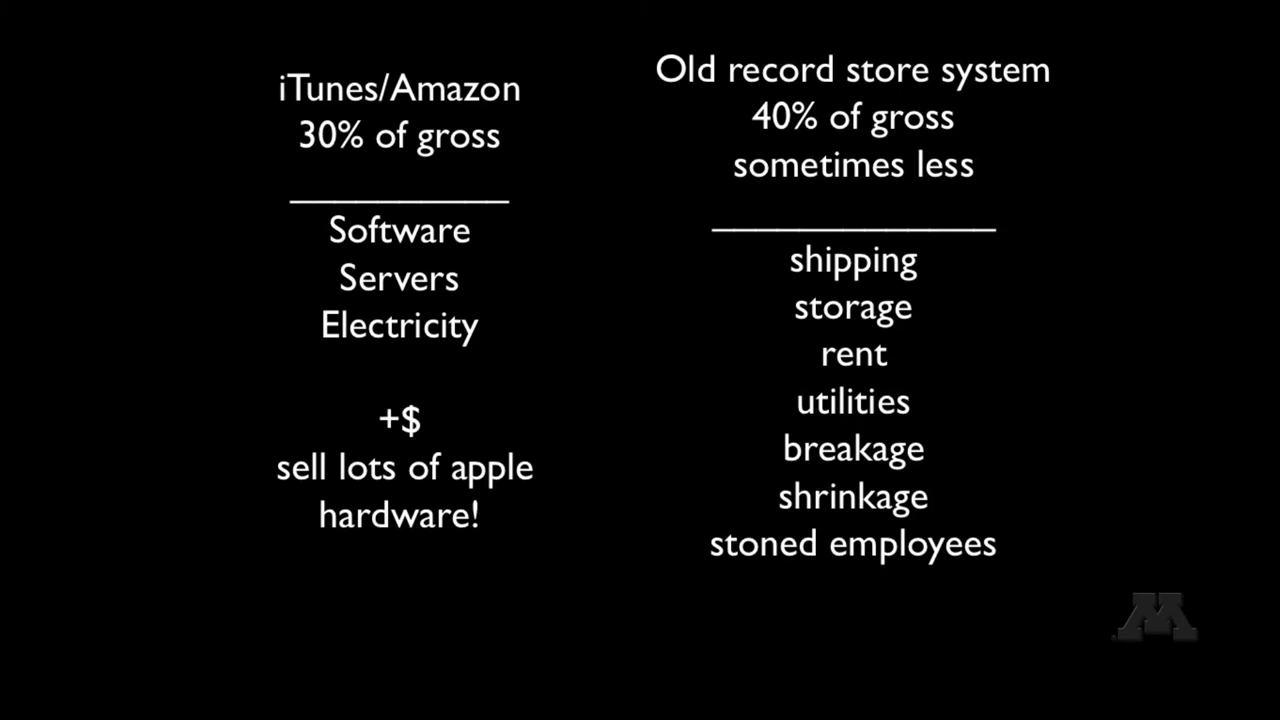 iTunes/Amazon
30% of gross
Software
Servers
Electricity
+$
sell lots of apple
hardware!
Old record store system
40% of gross
sometimes less
shipping
storage
rent
utilities
breakage
shrinkage
stoned employees
M